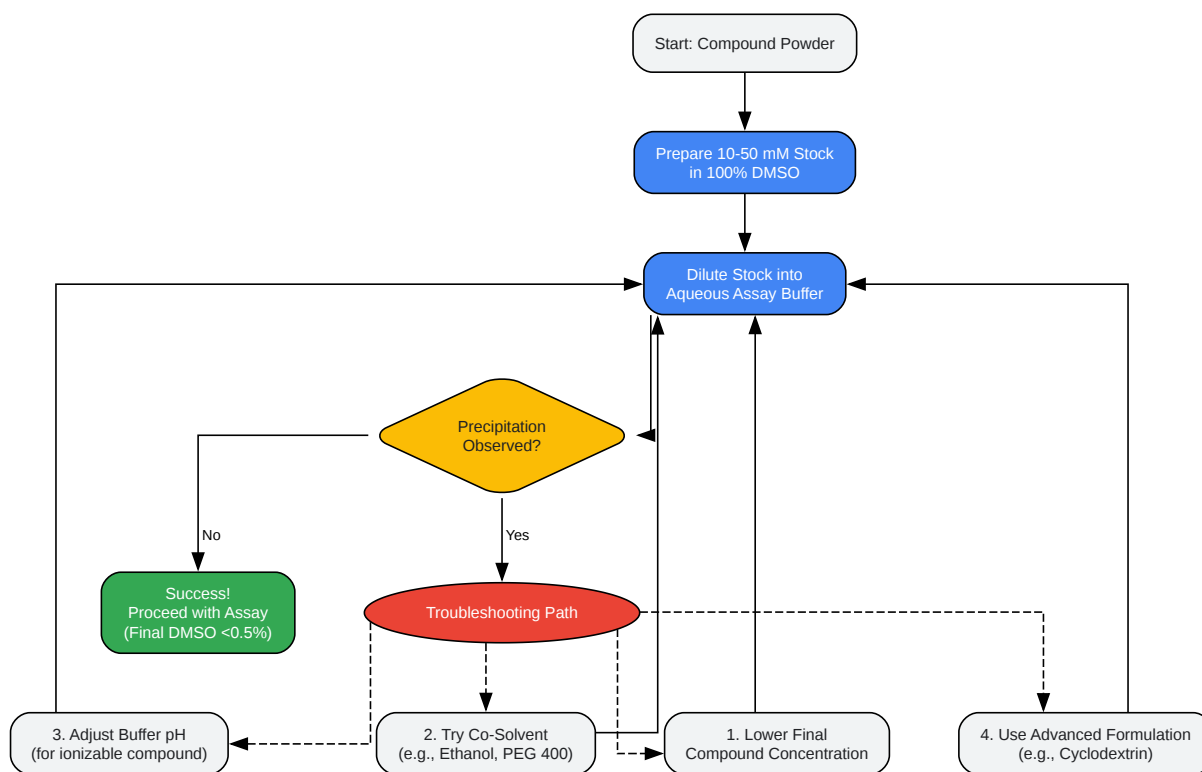 Start: Compound Powder
Prepare 10-50 mM Stock
in 100% DMSO
Dilute Stock into
Aqueous Assay Buffer
Precipitation
Observed?
No
Yes
Success!
Proceed with Assay
(Final DMSO <0.5%)
Troubleshooting Path
3. Adjust Buffer pH
(for ionizable compound)
2. Try Co-Solvent
(e.g., Ethanol, PEG 400)
1. Lower Final
Compound Concentration
4. Use Advanced Formulation
(e.g., Cyclodextrin)